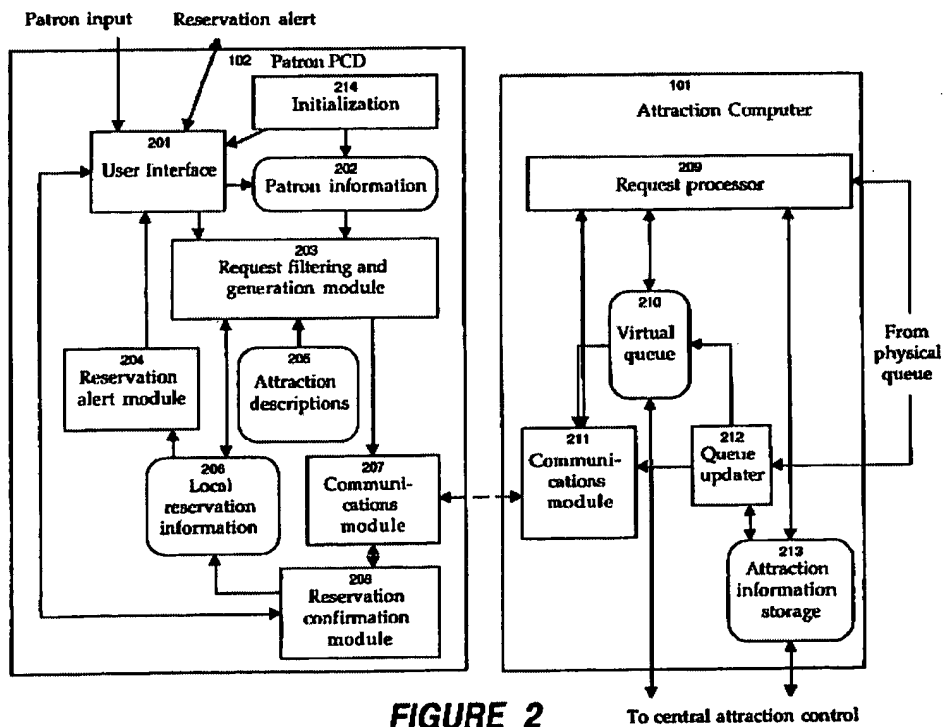 Patron input
Reservation alert
102 Patron PCD
214
Initialization
201
User Interface
202
Patron information
203
Request filtering and
generation module
204
Reservation
alert module
205
Attraction
descriptions
206
Local
reservation
information
207
Communi-
cations
module
208
Reservation
confirmation
module
101
Attraction Computer
209
Request processor
210
Virtual
queue
From
physical
queue
211
Communi-
cations
module
212
Queue
updater
213
Attraction
information
storage
FIGURE 2
To central attraction control